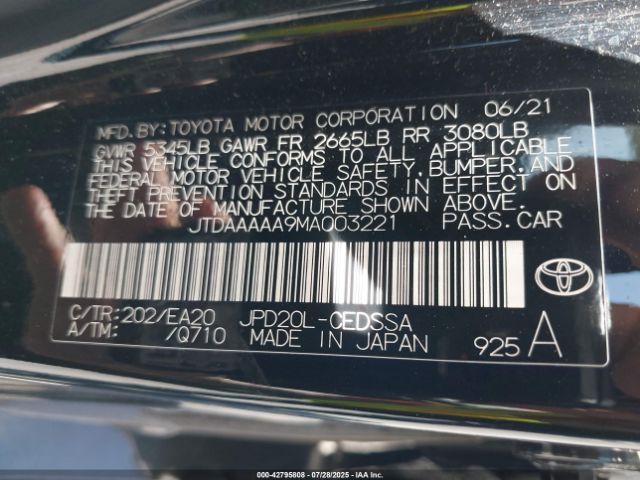 MFD. BY: TOYOTA MOTOR CORPORATION 06/21
GVWR 5345LB GAWR FR 2665LB RR 3080LB
THIS VEHICLE CONFORMS TO ALL APPLICABLE
FEDERAL MOTOR VEHICLE SAFETY, BUMPER, AND
THEFT PREVENTION STANDARDS IN EFFECT ON
THE DATE OF MANUFACTURE SHOWN ABOVE.
JTDAAAAA9MA003221 PASS. CAR
C/TR: 202/EA20 JPD20L-CEDSSA
A/TM: /Q710 MADE IN JAPAN 925 A
000-42795808 - 07/28/2025 - IAAI.COM